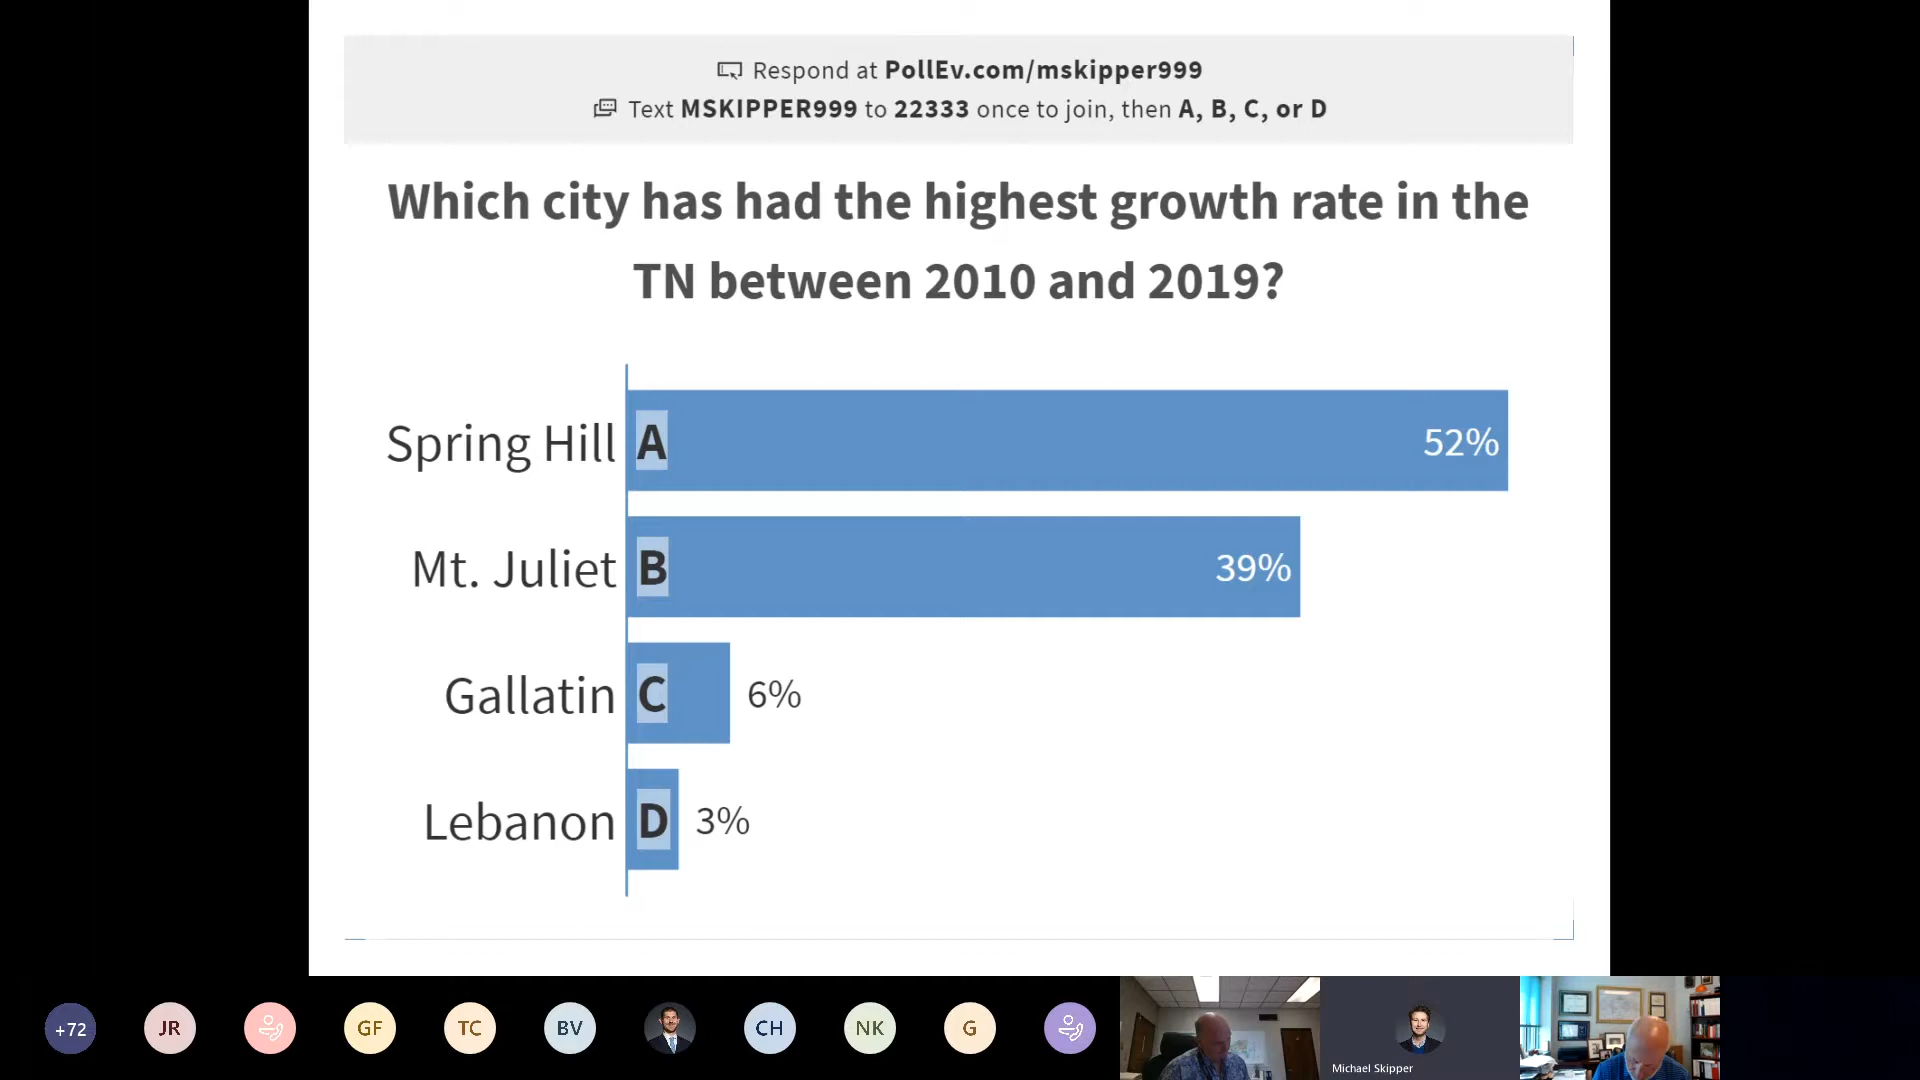 Respond at PollEv.com/mskipper999
Text MSKIPPER999 to 22333 once to join, then A, B, C, or D
Which city has had the highest growth rate in the
TN between 2010 and 2019?
Spring Hill A 52%
Mt. Juliet B 39%
Gallatin C 6%
Lebanon D 3%
+72 JR GF TC BV CH NK G
Michael Skipper